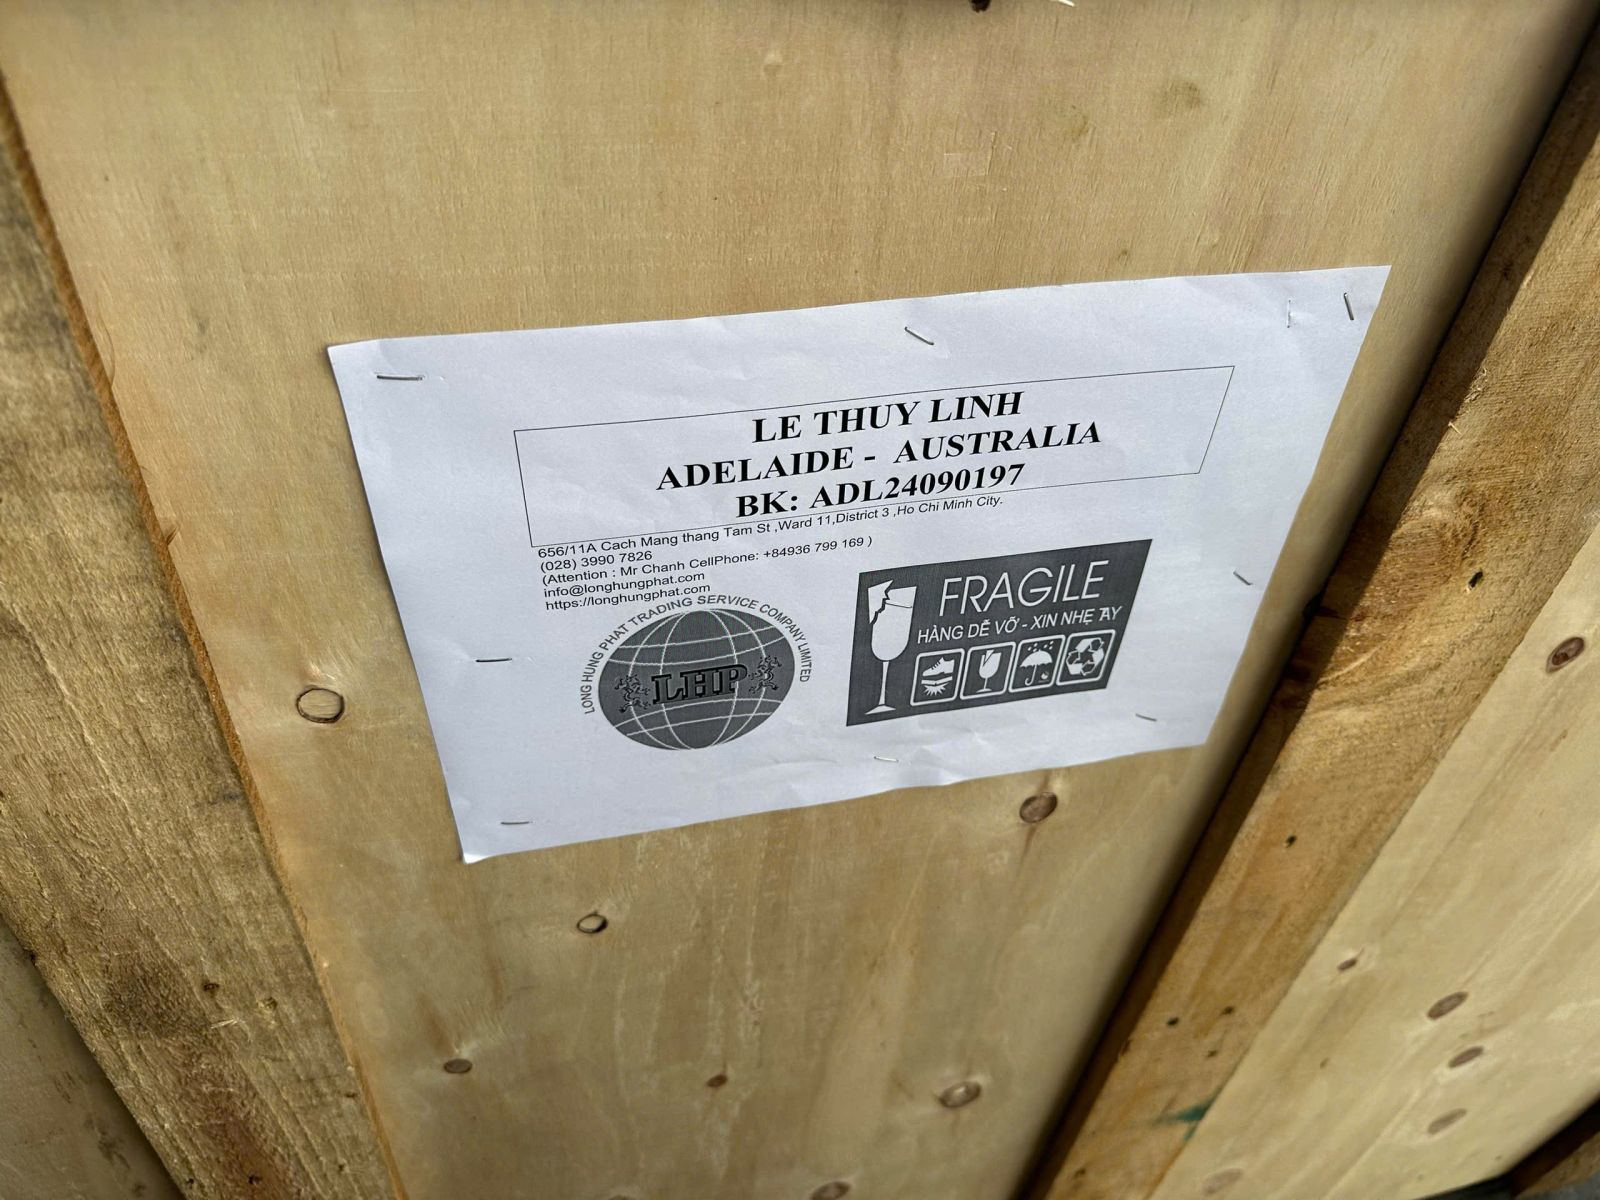 LE THUY LINH
ADELAIDE - AUSTRALIA
BK: ADL24090197
656/11A Cach Mang thang Tam St ,Ward 11,District 3 ,Ho Chi Minh City.
(028) 3990 7826
(Attention : Mr Chanh CellPhone: +84936 799 169 )
info@longhungphat.com
https://longhungphat.com
LONG HUNG PHAT TRADING SERVICE COMPANY LIMITED
LHP
FRAGILE
HÀNG DỄ VỠ - XIN NHẸ TAY